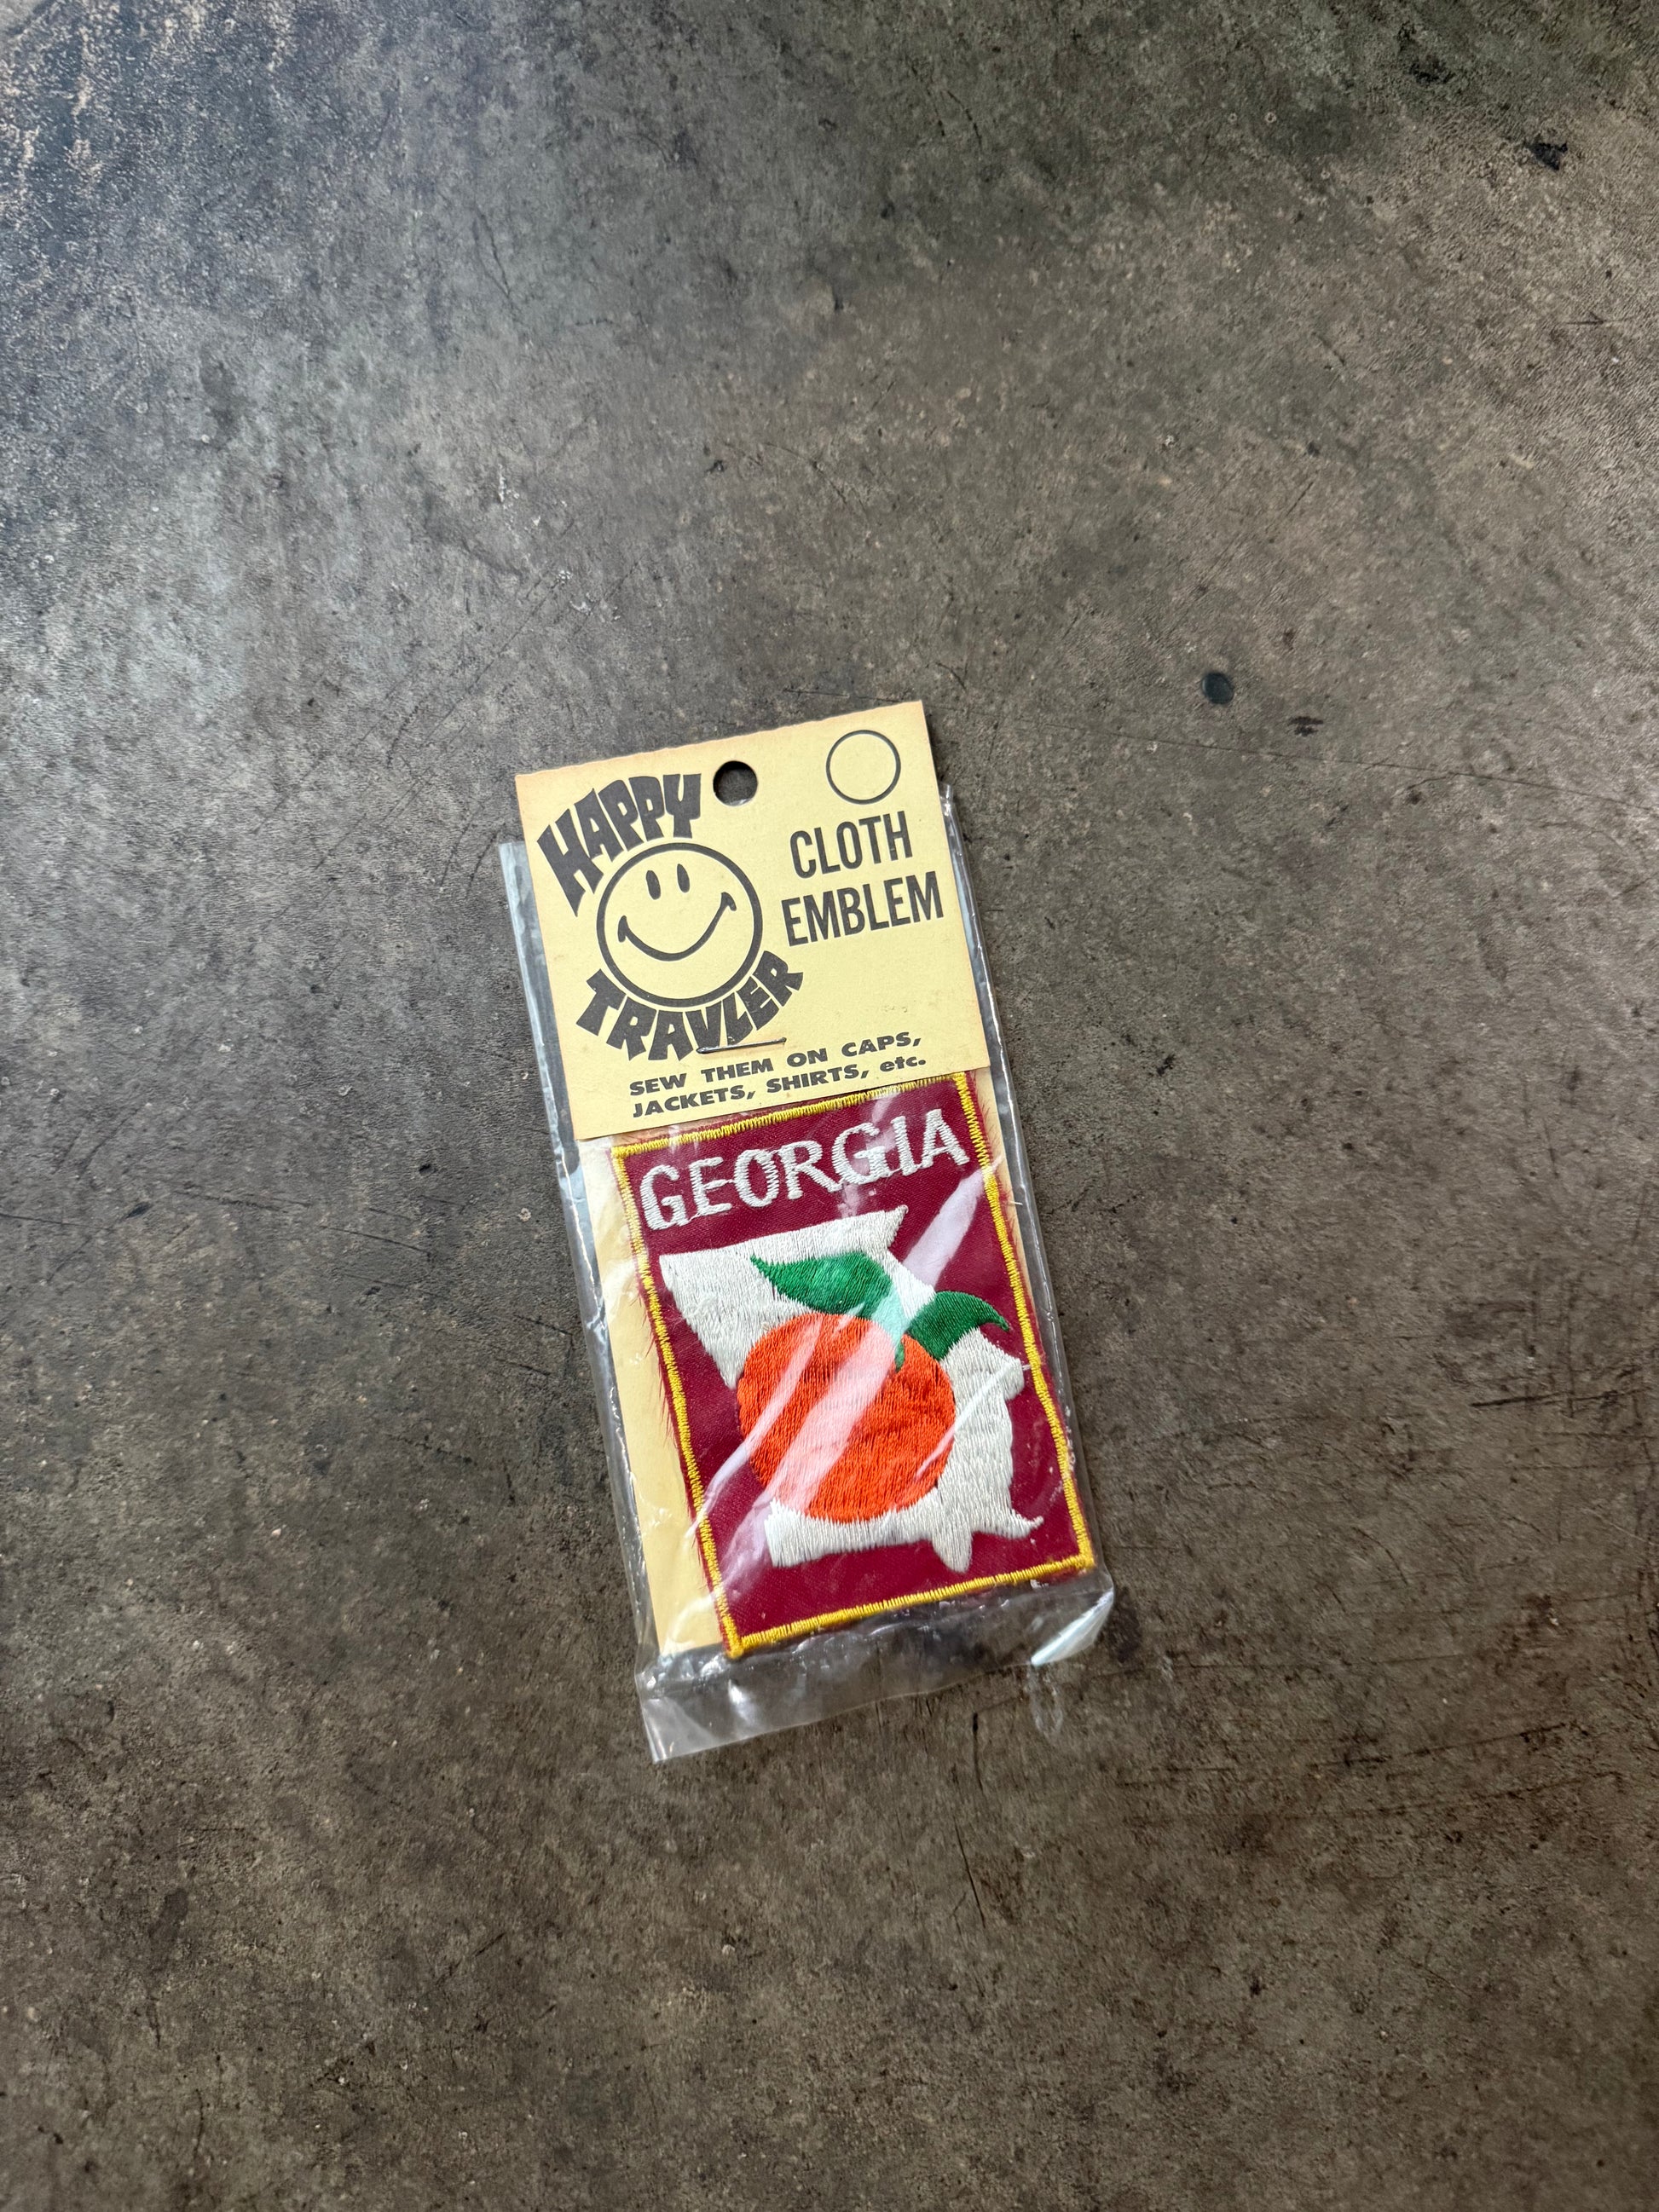 HAPPY
TRAVLER
CLOTH
EMBLEM
SEW THEM ON CAPS,
JACKETS, SHIRTS, etc.
GEORGIA